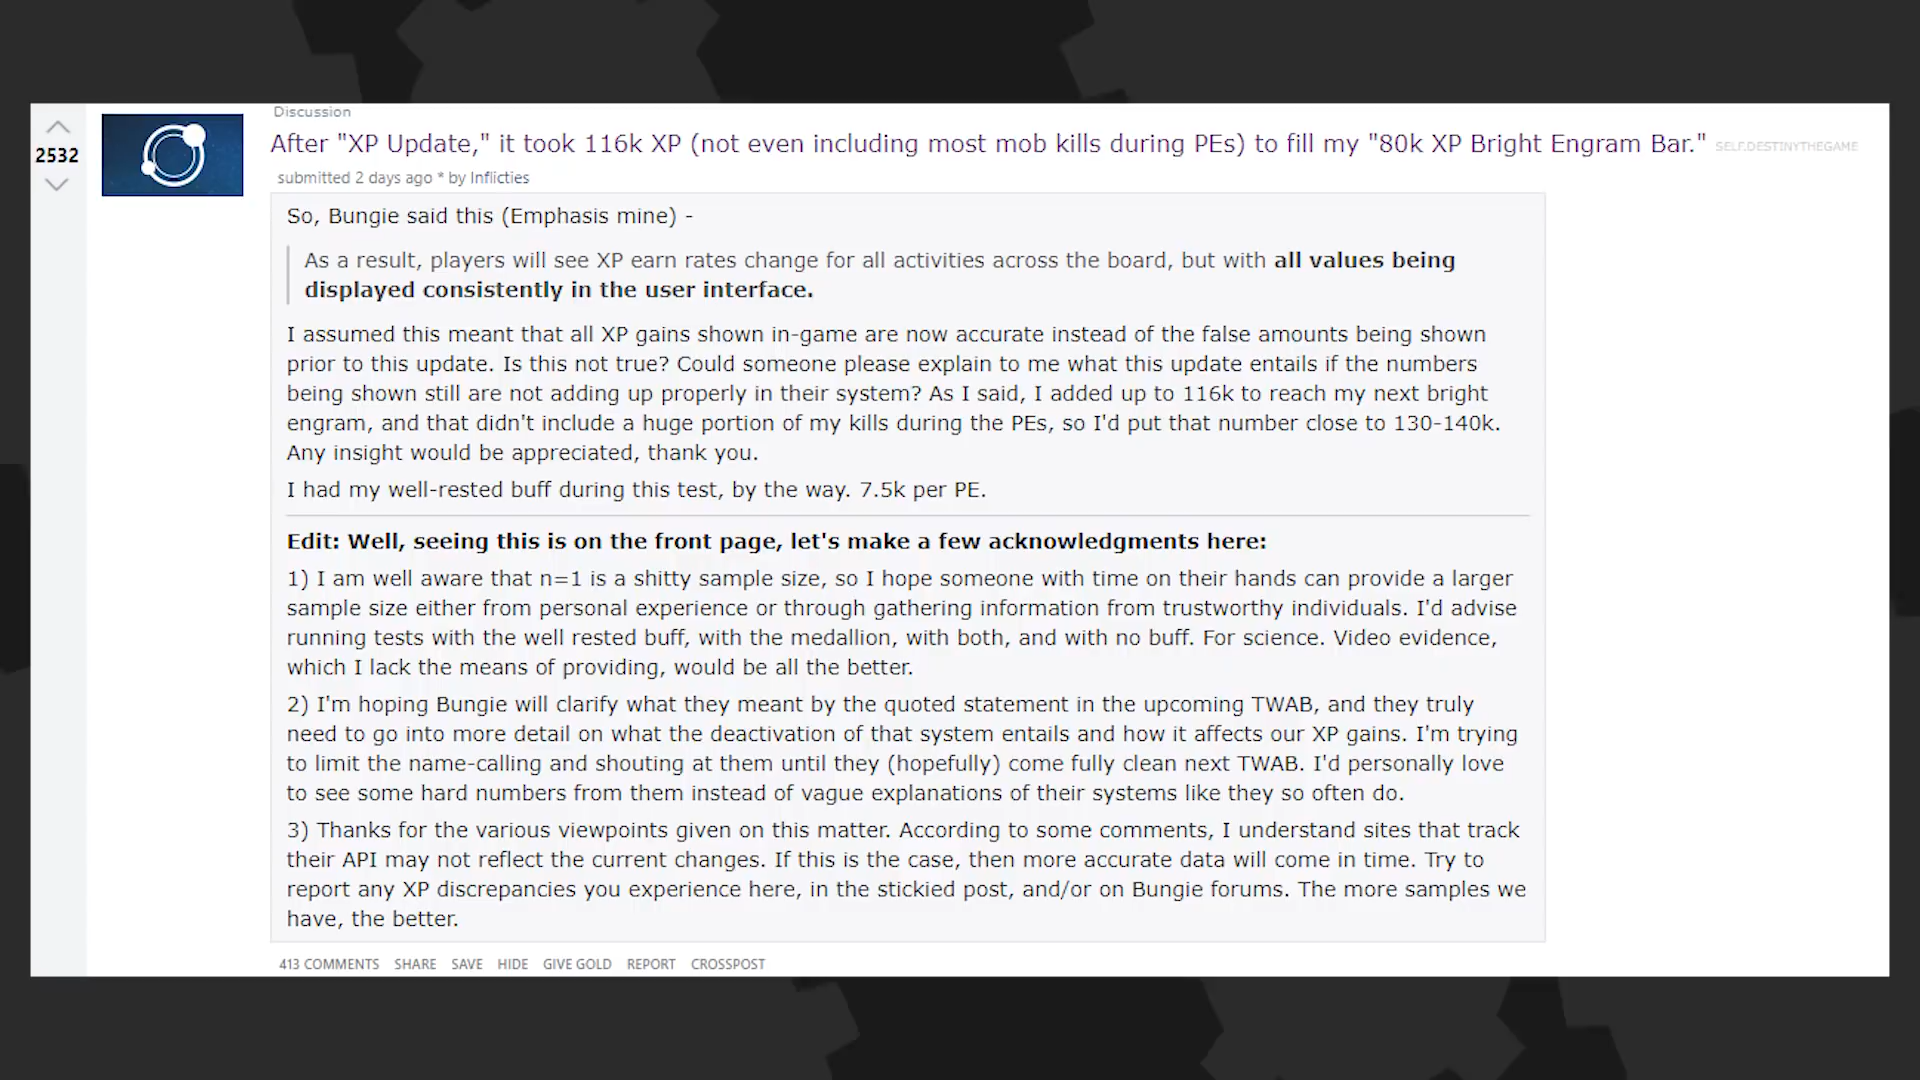 Discussion
2532
After "XP Update," it took 116k XP (not even including most mob kills during PEs) to fill my "80k XP Bright Engram Bar." SELF.DESTINYTHEGAME
submitted 2 days ago * by Inflicties
So, Bungie said this (Emphasis mine) -
As a result, players will see XP earn rates change for all activities across the board, but with all values being
displayed consistently in the user interface.
I assumed this meant that all XP gains shown in-game are now accurate instead of the false amounts being shown
prior to this update. Is this not true? Could someone please explain to me what this update entails if the numbers
being shown still are not adding up properly in their system? As I said, I added up to 116k to reach my next bright
engram, and that didn't include a huge portion of my kills during the PEs, so I'd put that number close to 130-140k.
Any insight would be appreciated, thank you.
I had my well-rested buff during this test, by the way. 7.5k per PE.
Edit: Well, seeing this is on the front page, let's make a few acknowledgments here:
1) I am well aware that n=1 is a shitty sample size, so I hope someone with time on their hands can provide a larger
sample size either from personal experience or through gathering information from trustworthy individuals. I'd advise
running tests with the well rested buff, with the medallion, with both, and with no buff. For science. Video evidence,
which I lack the means of providing, would be all the better.
2) I'm hoping Bungie will clarify what they meant by the quoted statement in the upcoming TWAB, and they truly
need to go into more detail on what the deactivation of that system entails and how it affects our XP gains. I'm trying
to limit the name-calling and shouting at them until they (hopefully) come fully clean next TWAB. I'd personally love
to see some hard numbers from them instead of vague explanations of their systems like they so often do.
3) Thanks for the various viewpoints given on this matter. According to some comments, I understand sites that track
their API may not reflect the current changes. If this is the case, then more accurate data will come in time. Try to
report any XP discrepancies you experience here, in the stickied post, and/or on Bungie forums. The more samples we
have, the better.
413 COMMENTS SHARE SAVE HIDE GIVE GOLD REPORT CROSSPOST